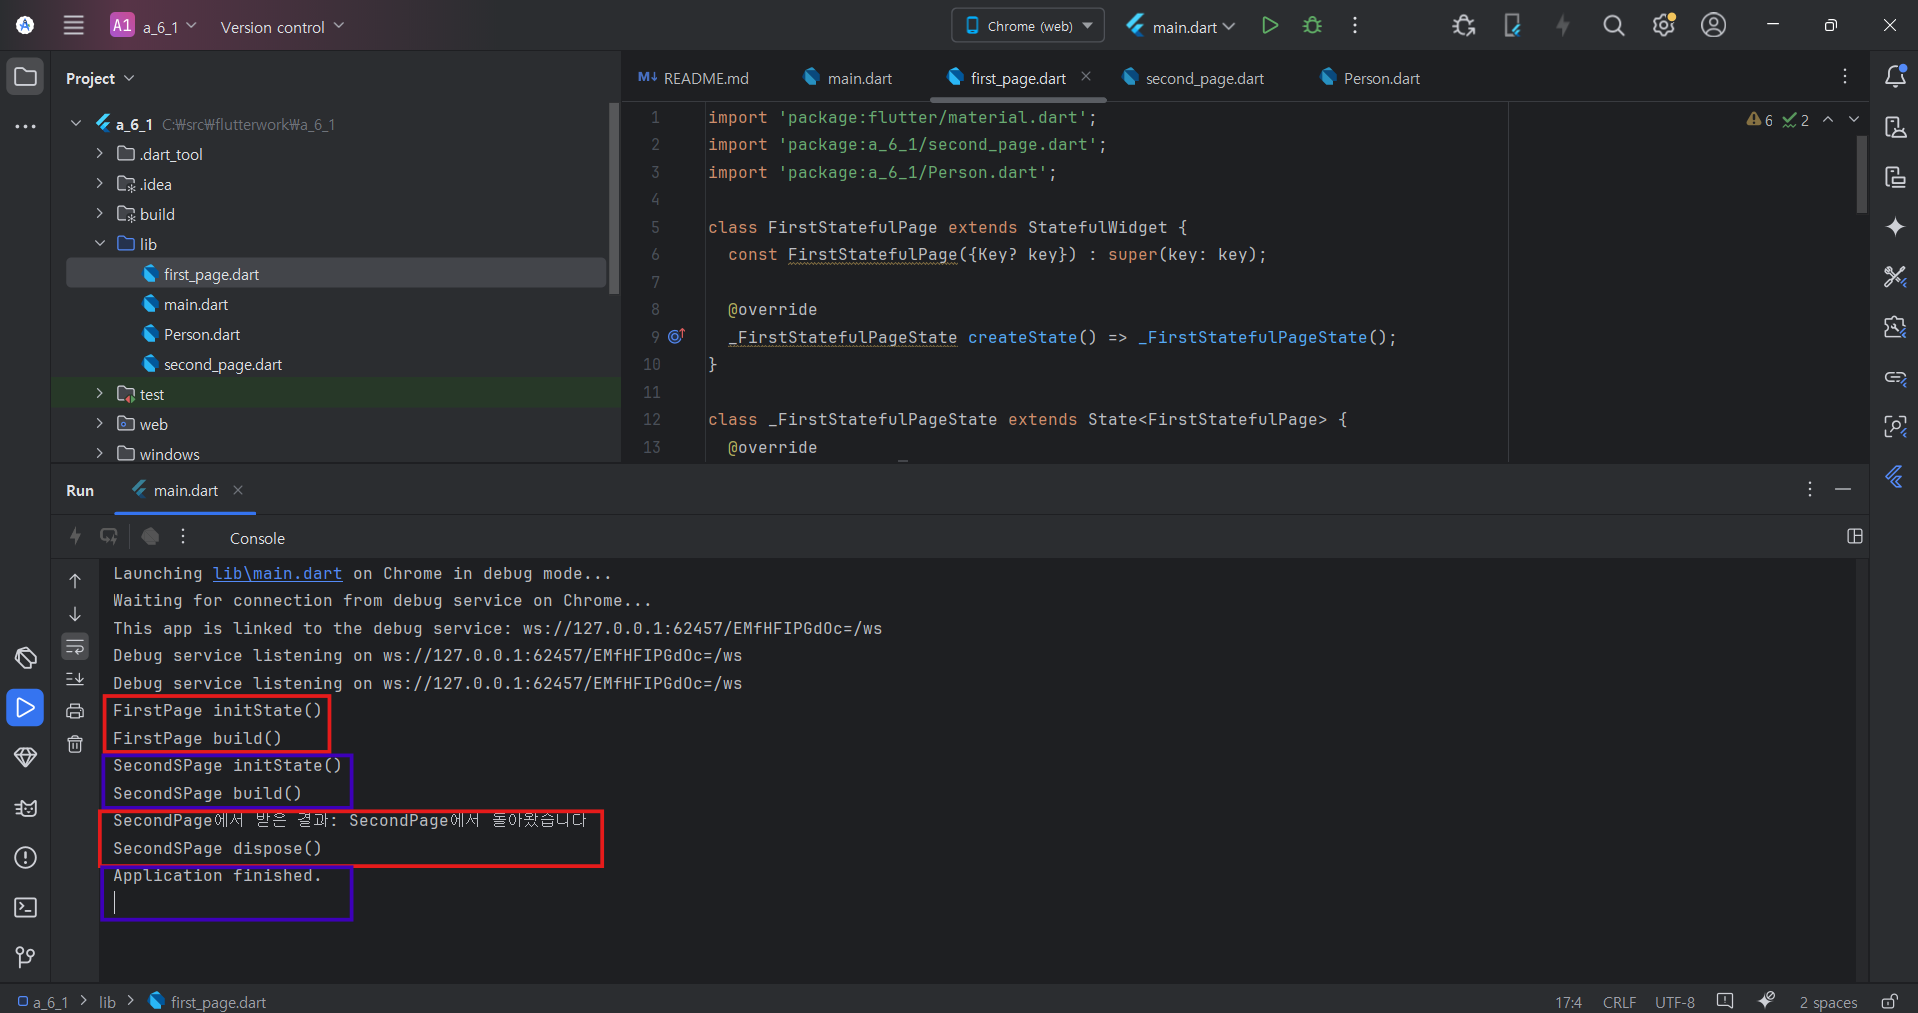 A1 a_6_1 Version control Chrome (web) main.dart
Project
README.md main.dart first_page.dart second_page.dart Person.dart
a_6_1 C:₩src₩flutterwork₩a_6_1
.dart_tool
.idea
build
lib
first_page.dart
main.dart
Person.dart
second_page.dart
test
web
windows
6 2
1 import 'package:flutter/material.dart';
2 import 'package:a_6_1/second_page.dart';
3 import 'package:a_6_1/Person.dart';
4
5 class FirstStatefulPage extends StatefulWidget {
6 const FirstStatefulPage({Key? key}) : super(key: key);
7
8 @override
9 _FirstStatefulPageState createState() => _FirstStatefulPageState();
10 }
11
12 class _FirstStatefulPageState extends State<FirstStatefulPage> {
13 @override
Run main.dart
Console
Launching lib\main.dart on Chrome in debug mode...
Waiting for connection from debug service on Chrome...
This app is linked to the debug service: ws://127.0.0.1:62457/EMfHFIPGdOc=/ws
Debug service listening on ws://127.0.0.1:62457/EMfHFIPGdOc=/ws
Debug service listening on ws://127.0.0.1:62457/EMfHFIPGdOc=/ws
FirstPage initState()
FirstPage build()
SecondSPage initState()
SecondSPage build()
SecondPage에서 받은 결과: SecondPage에서 돌아왔습니다
SecondSPage dispose()
Application finished.
a_6_1 lib first_page.dart 17:4 CRLF UTF-8 2 spaces